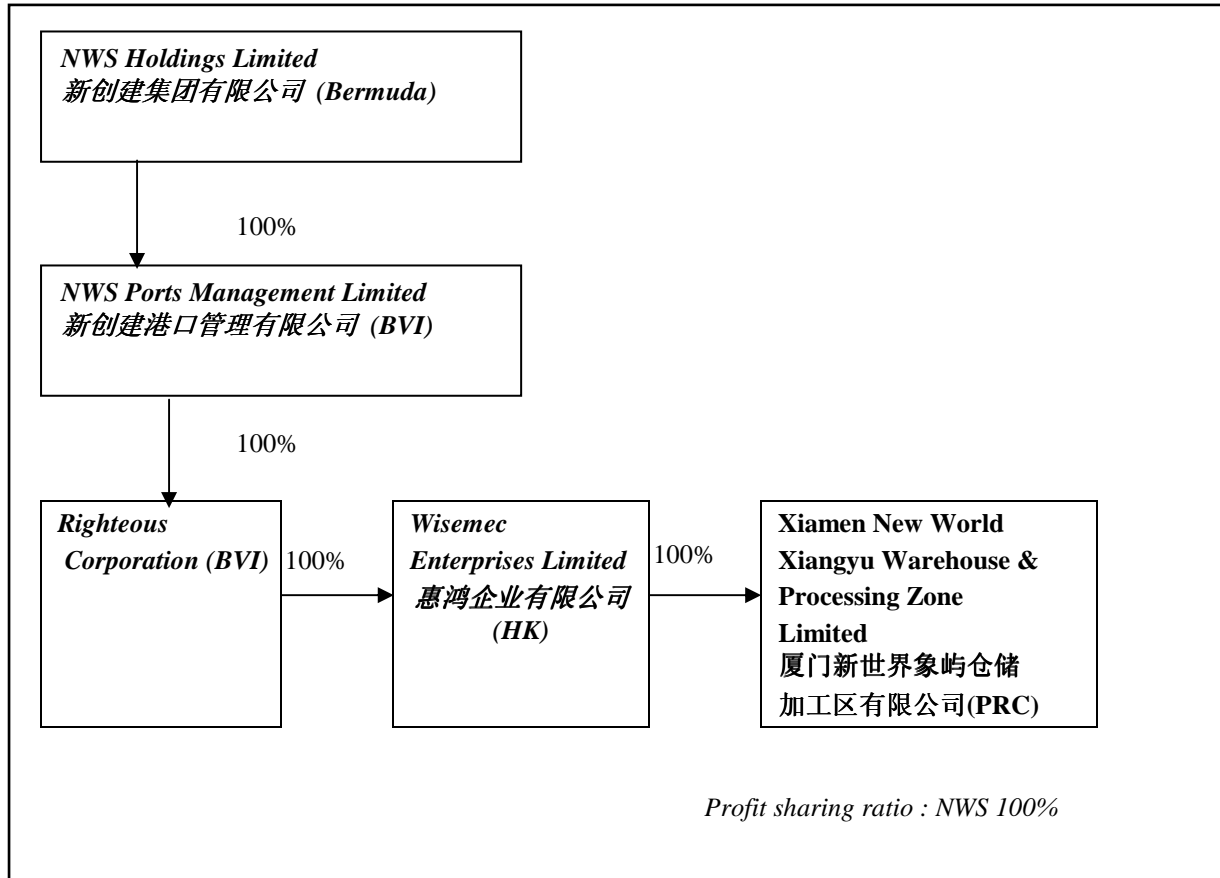 NWS Holdings Limited
新创建集团有限公司 (Bermuda)
100%
NWS Ports Management Limited
新创建港口管理有限公司 (BVI)
100%
Righteous
Corporation (BVI)
100%
Wisemec
Enterprises Limited
惠鸿企业有限公司
(HK)
100%
Xiamen New World
Xiangyu Warehouse &
Processing Zone
Limited
厦门新世界象屿仓储
加工区有限公司(PRC)
Profit sharing ratio : NWS 100%